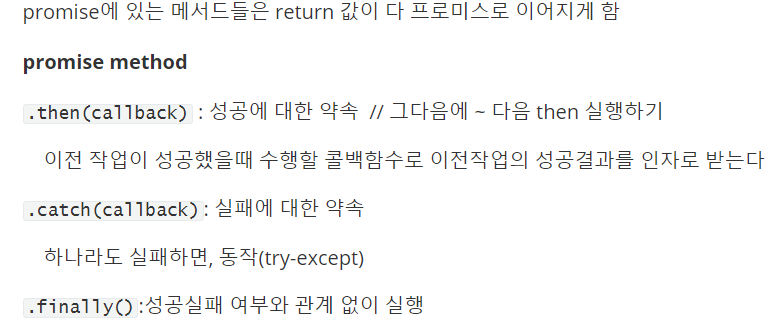 promise에 있는 메서드들은 return 값이 다 프로미스로 이어지게 함
promise method
.then(callback) : 성공에 대한 약속 // 그다음에 ~ 다음 then 실행하기
이전 작업이 성공했을때 수행할 콜백함수로 이전작업의 성공결과를 인자로 받는다
.catch(callback): 실패에 대한 약속
하나라도 실패하면, 동작(try-except)
.finally():성공실패 여부와 관계 없이 실행